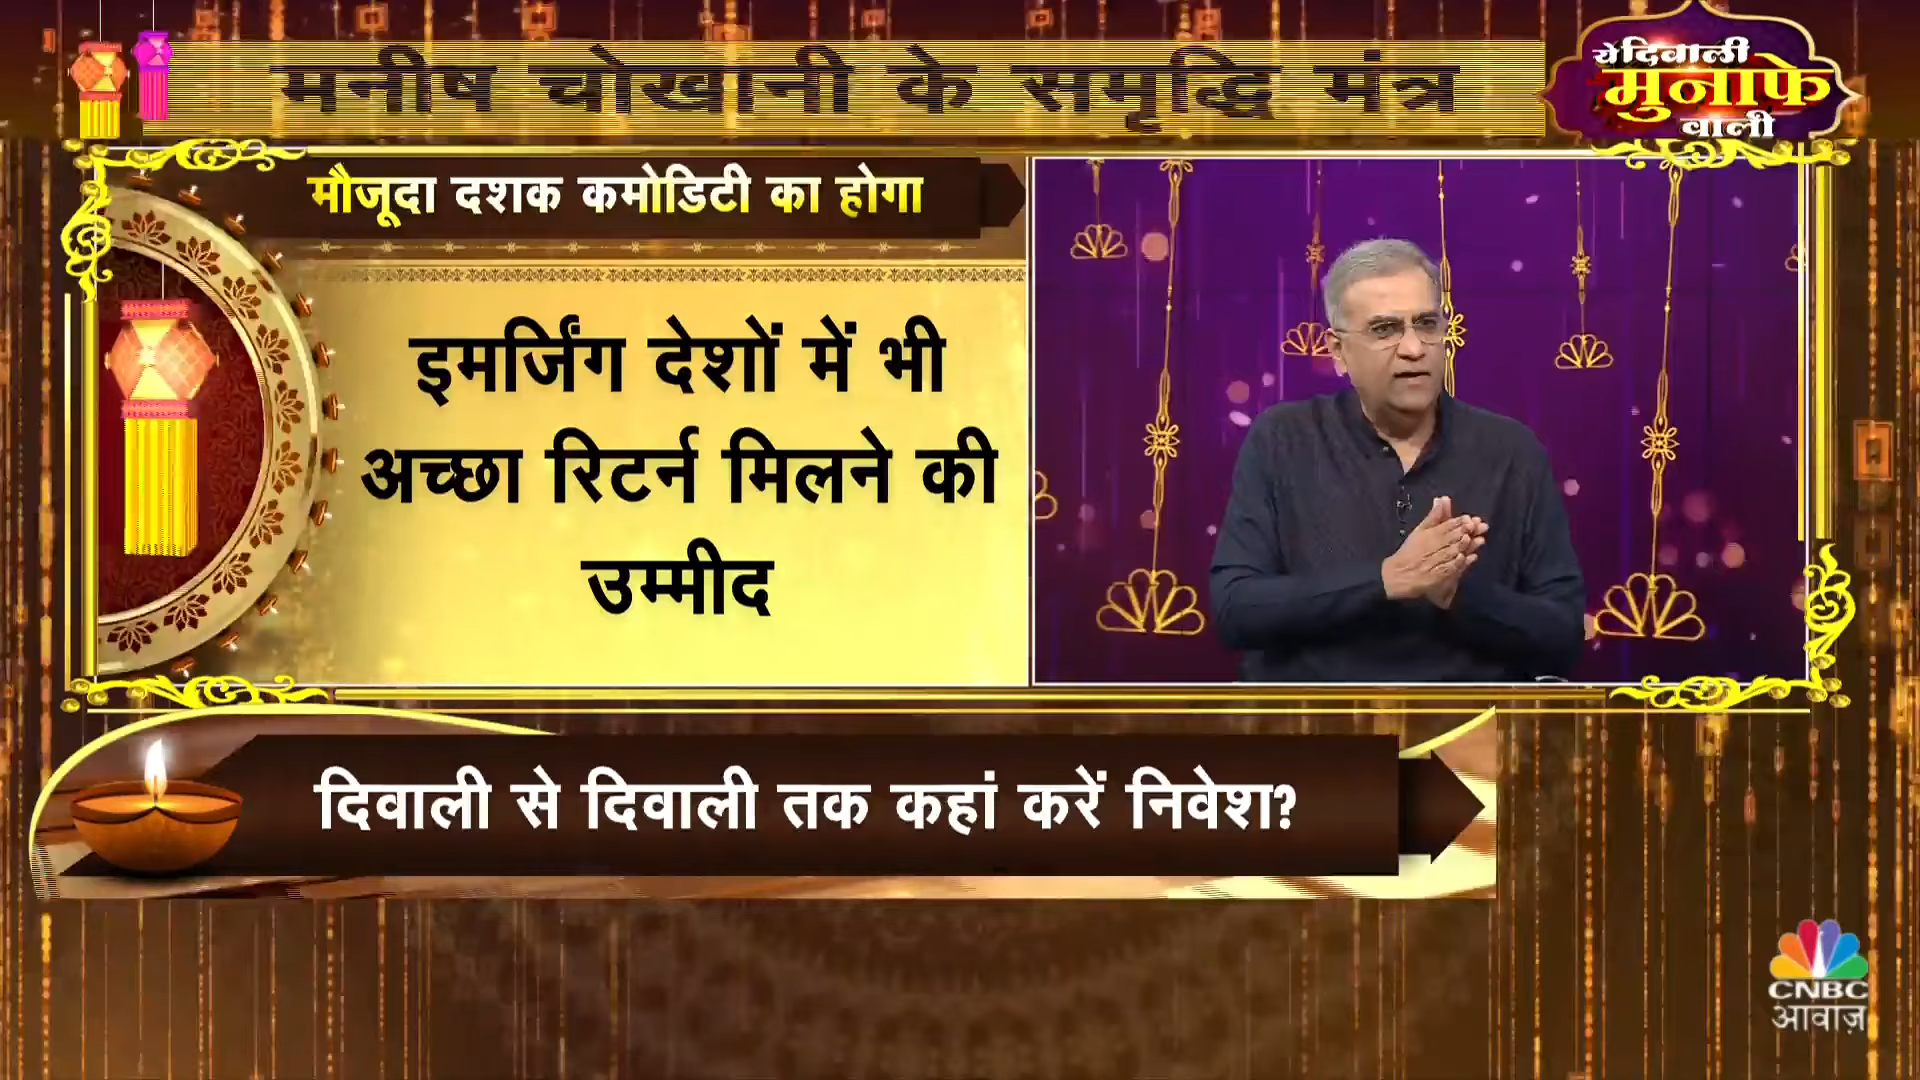 मनीष चोखानी के समृद्धि मंत्र
ये दिवाली
मुनाफे
वाली
मौजूदा दशक कमोडिटी का होगा
इमर्जिंग देशों में भी
अच्छा रिटर्न मिलने की
उम्मीद
दिवाली से दिवाली तक कहां करें निवेश?
CNBC
आवाज़